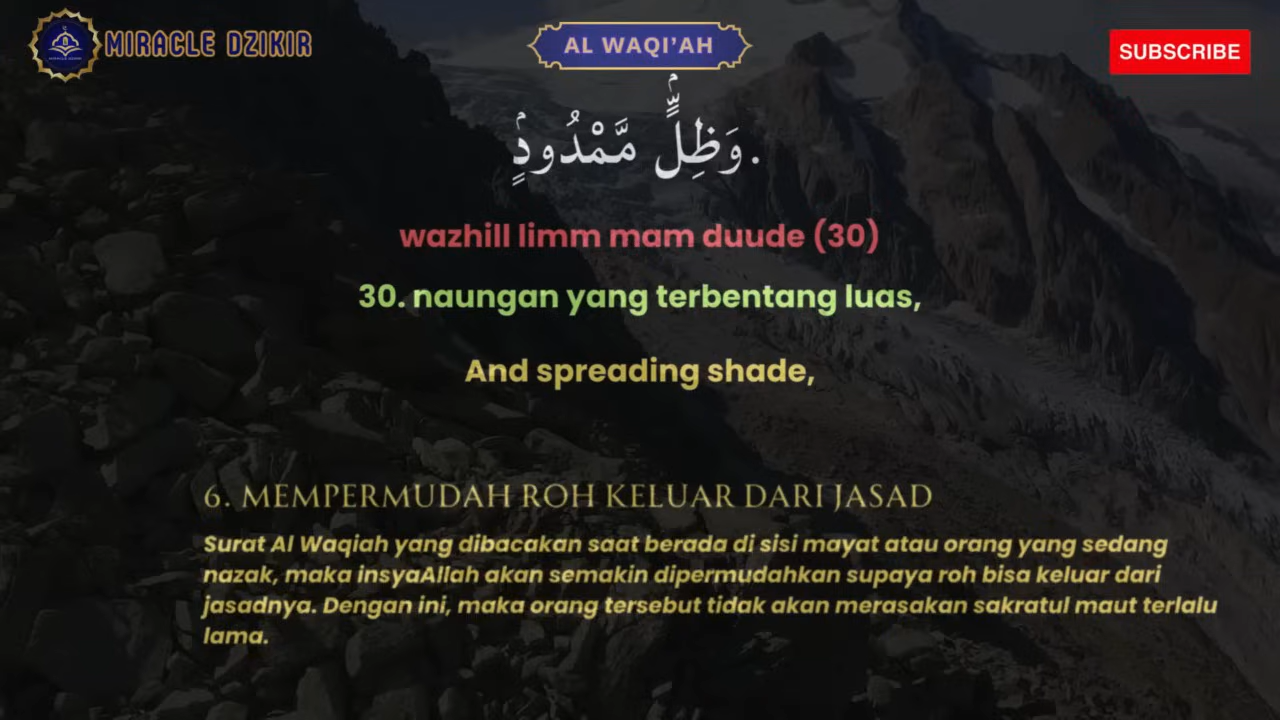 MIRACLE DZIKIR
AL WAQI'AH
SUBSCRIBE
وَظِلٍّۢ مَّمْدُودٍۢ.
wazhill limm mam duude (30)
30. naungan yang terbentang luas,
And spreading shade,
6. MEMPERMUDAH ROH KELUAR DARI JASAD
Surat Al Waqiah yang dibacakan saat berada di sisi mayat atau orang yang sedang
nazak, maka insyaAllah akan semakin dipermudahkan supaya roh bisa keluar dari
jasadnya. Dengan ini, maka orang tersebut tidak akan merasakan sakratul maut terlalu
lama.